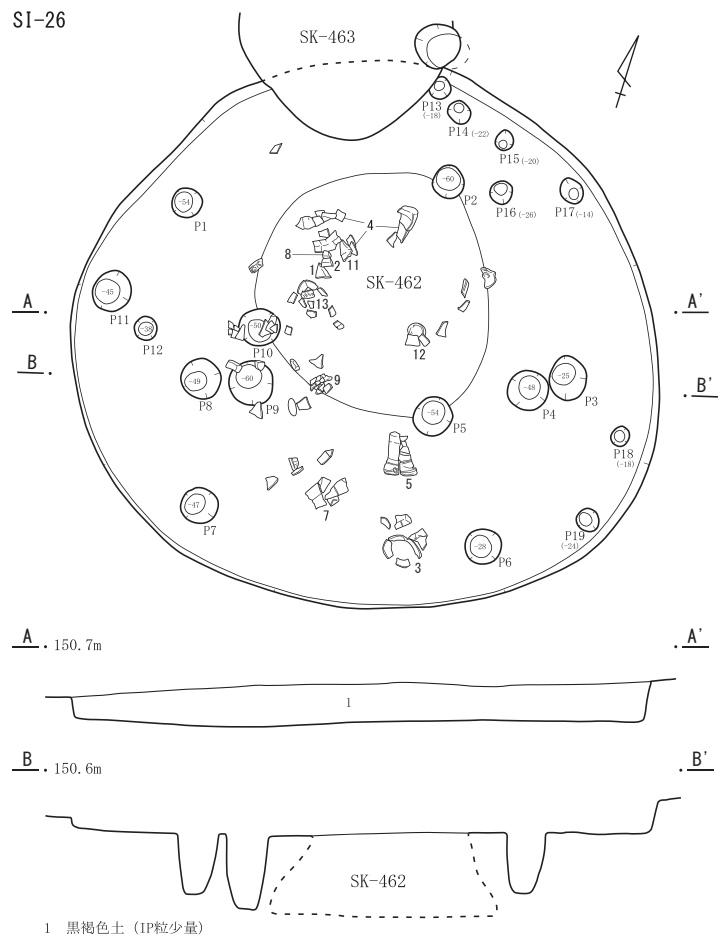 SI-26
SK-463
P13
(-18)
P14 (-22)
P15 (-20)
-60
P2
P16 (-26)
P17 (-14)
-54
P1
4
8
1 2 11
SK-462
13
A
A'
-45
P11
-38
P12
-50
P10
12
B
B'
-49
P8
-60
P9
9
-48
P4
-25
P3
-54
P5
P18
(-18)
5
-47
P7
7
P19
(-24)
-28
P6
3
A 150.7m A'
1
B 150.6m B'
SK-462
1 黒褐色土（IP粒少量）